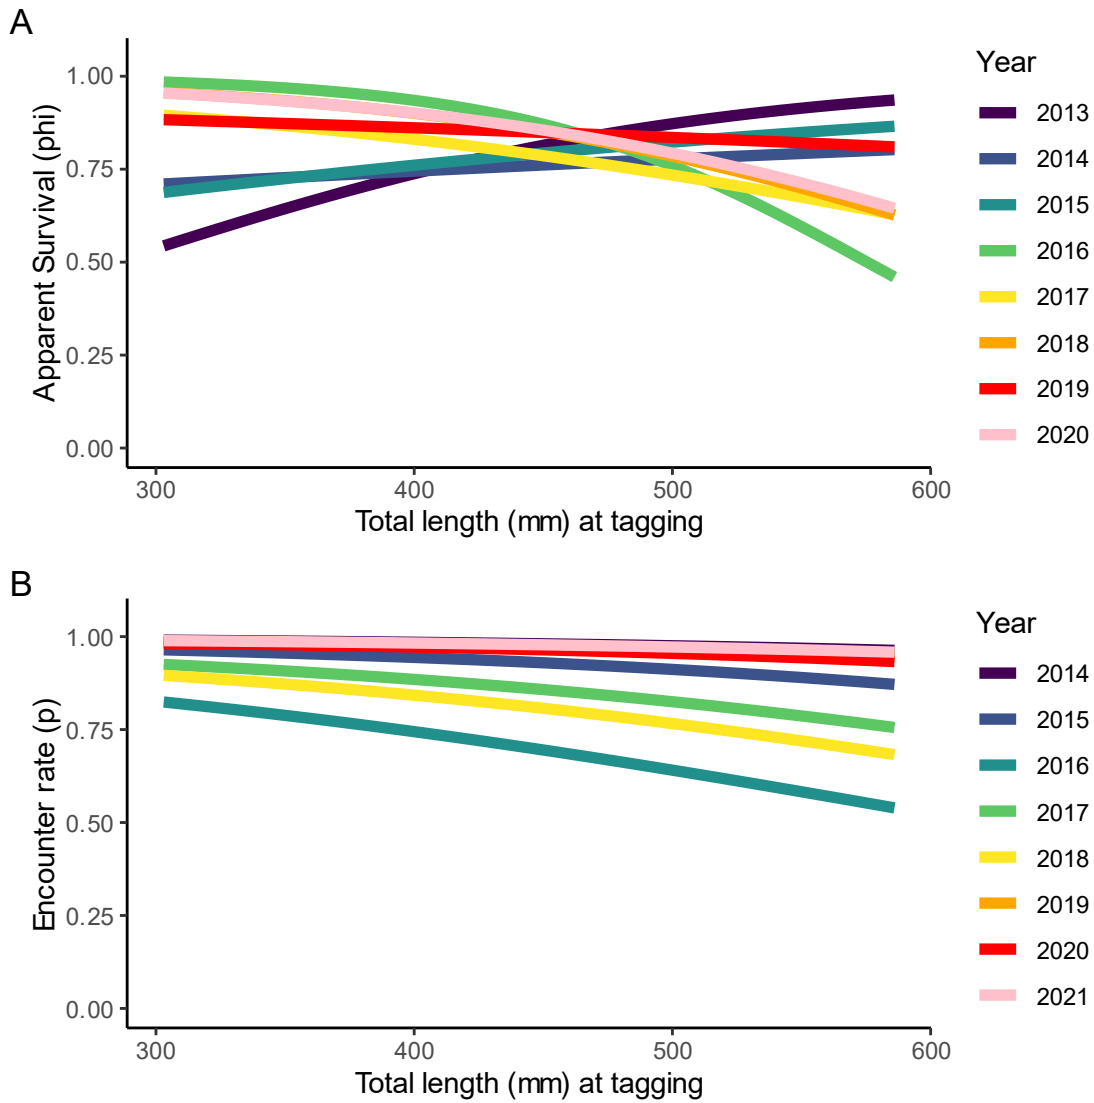 A
Apparent Survival (phi)
1.00
0.75
0.50
0.25
0.00
300 400 500 600
Total length (mm) at tagging
Year
2013
2014
2015
2016
2017
2018
2019
2020
B
Encounter rate (p)
1.00
0.75
0.50
0.25
0.00
300 400 500 600
Total length (mm) at tagging
Year
2014
2015
2016
2017
2018
2019
2020
2021